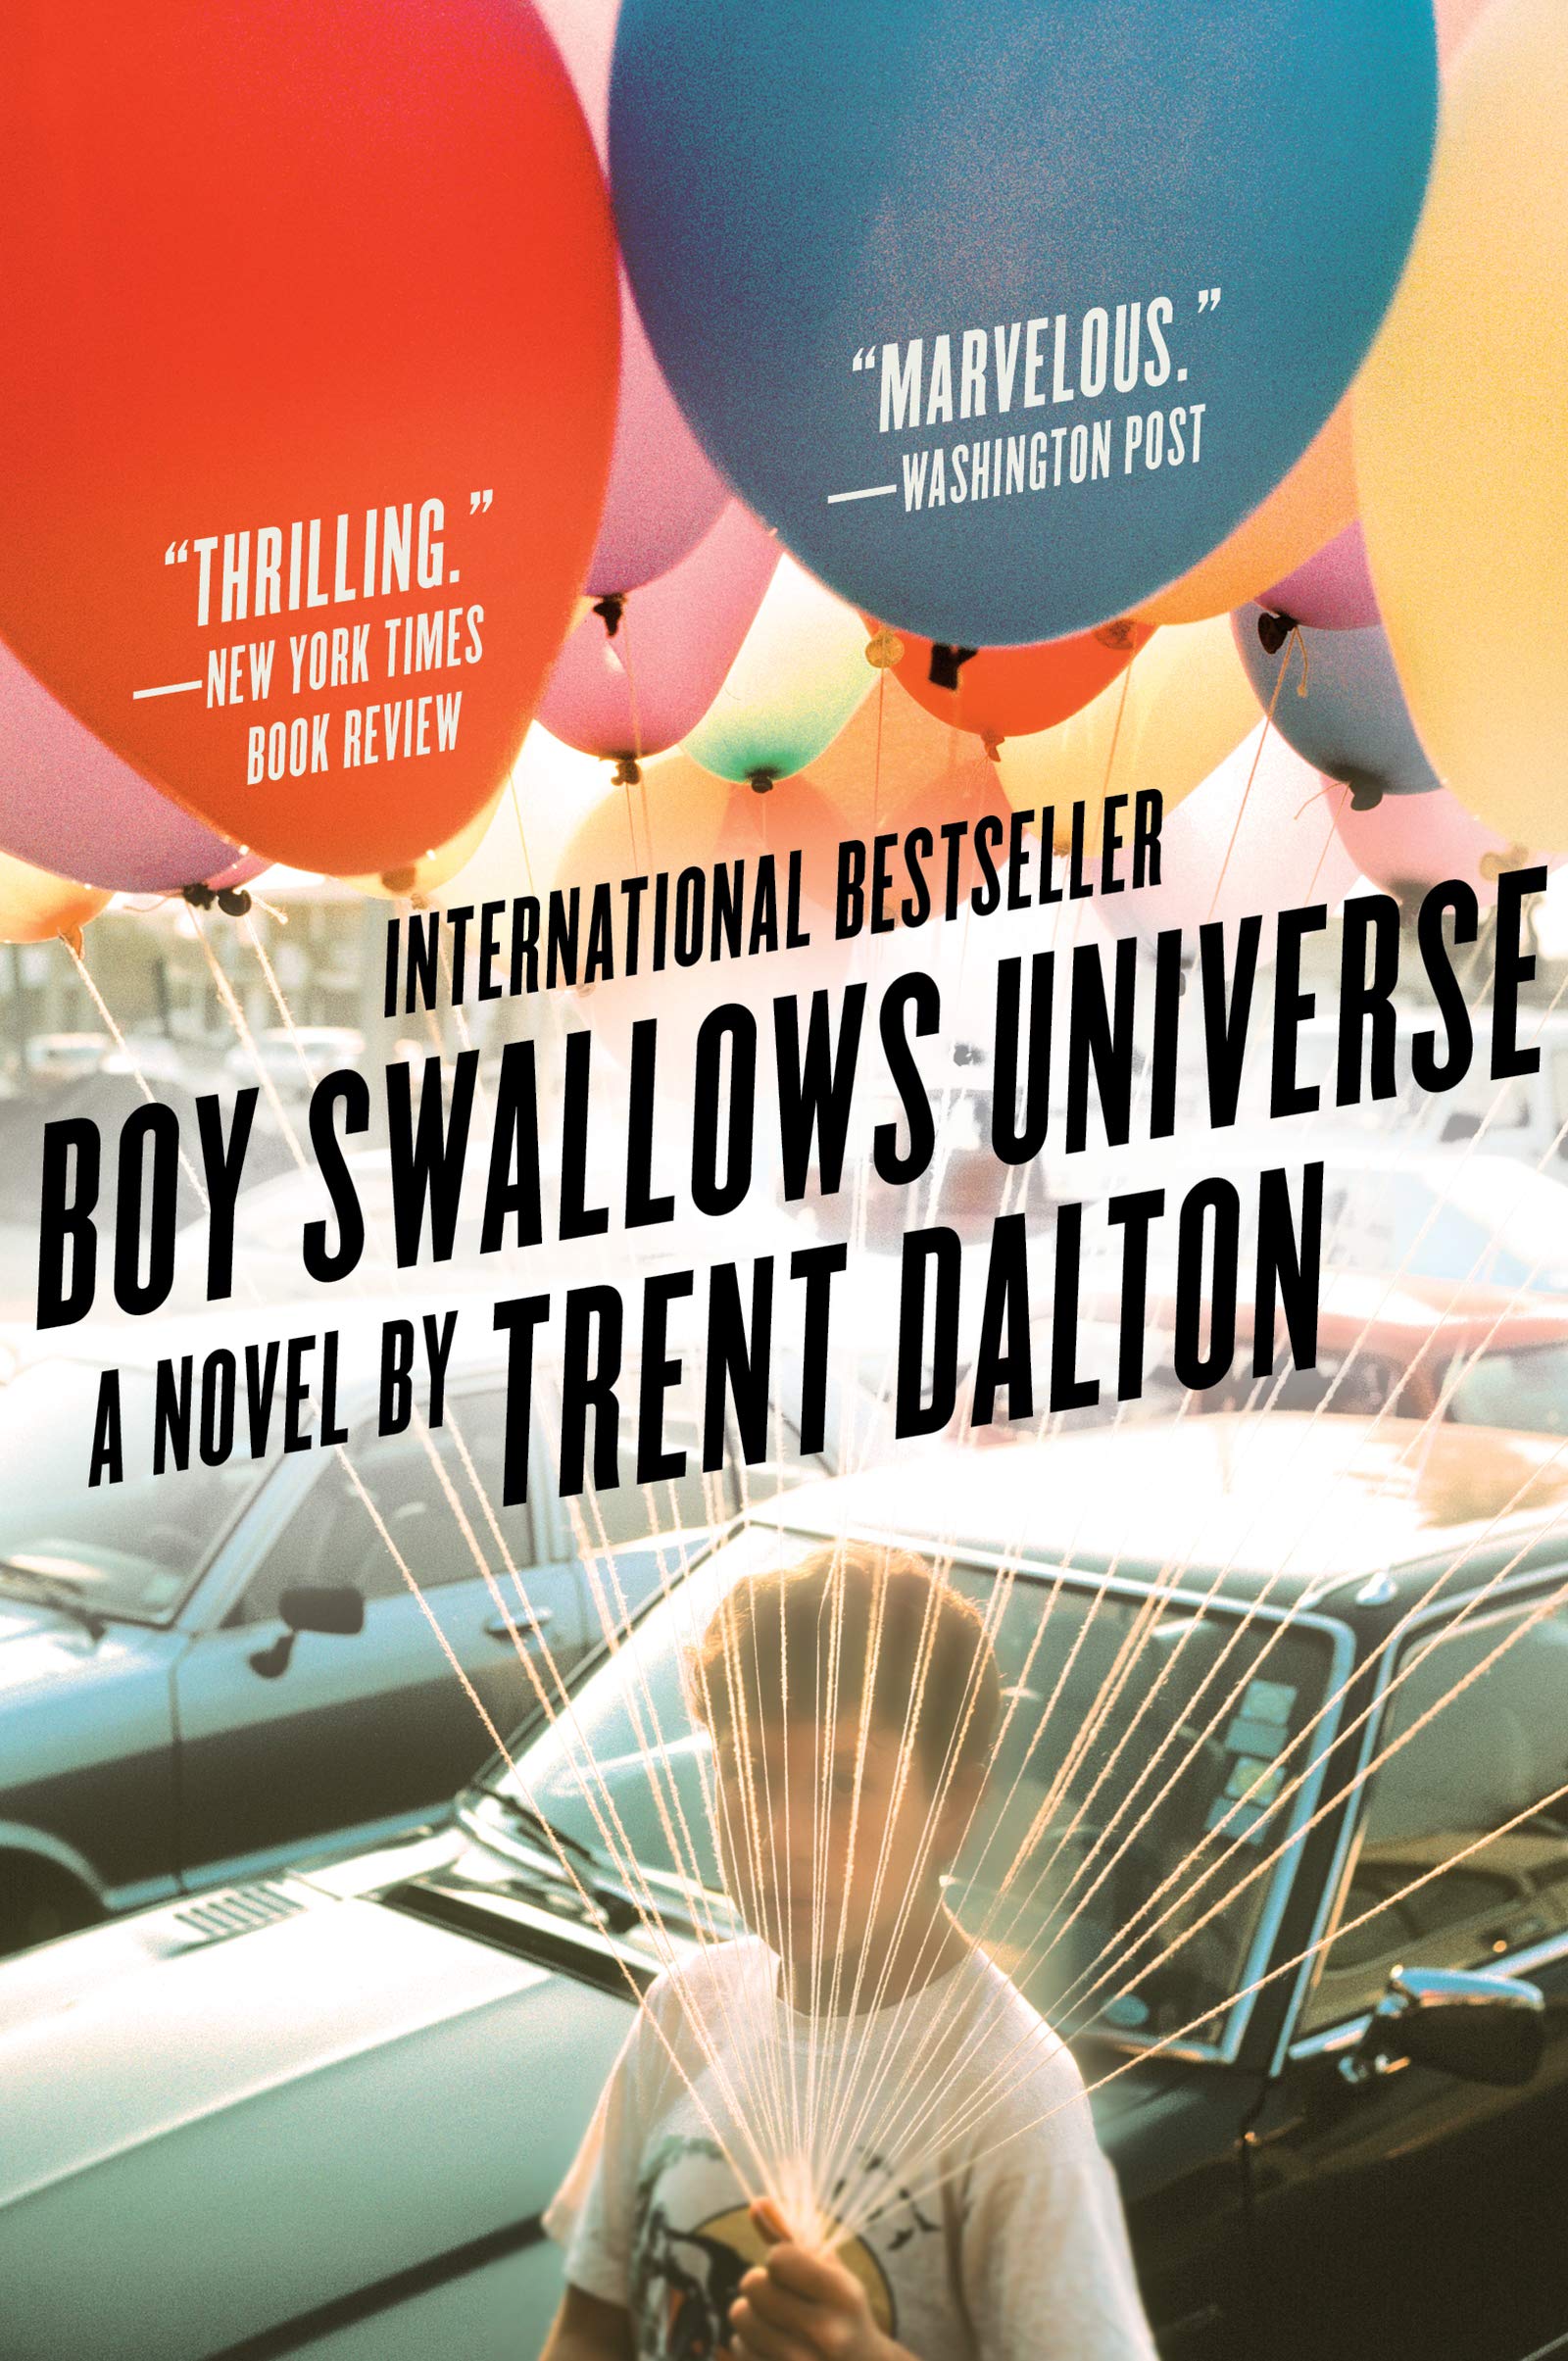 “MARVELOUS.”
—WASHINGTON POST
“THRILLING.”
—NEW YORK TIMES
BOOK REVIEW
INTERNATIONAL BESTSELLER
BOY SWALLOWS UNIVERSE
A NOVEL BY TRENT DALTON